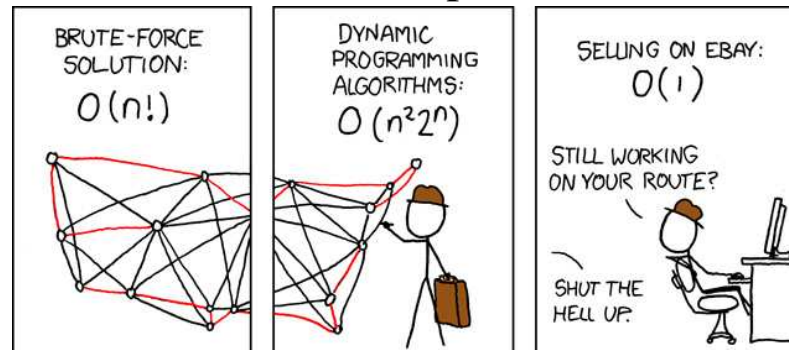 BRUTE-FORCE
SOLUTION:
O(n!)
DYNAMIC
PROGRAMMING
ALGORITHMS:
O(n²2ⁿ)
SELLING ON EBAY:
O(1)
STILL WORKING
ON YOUR ROUTE?
SHUT THE
HELL UP.